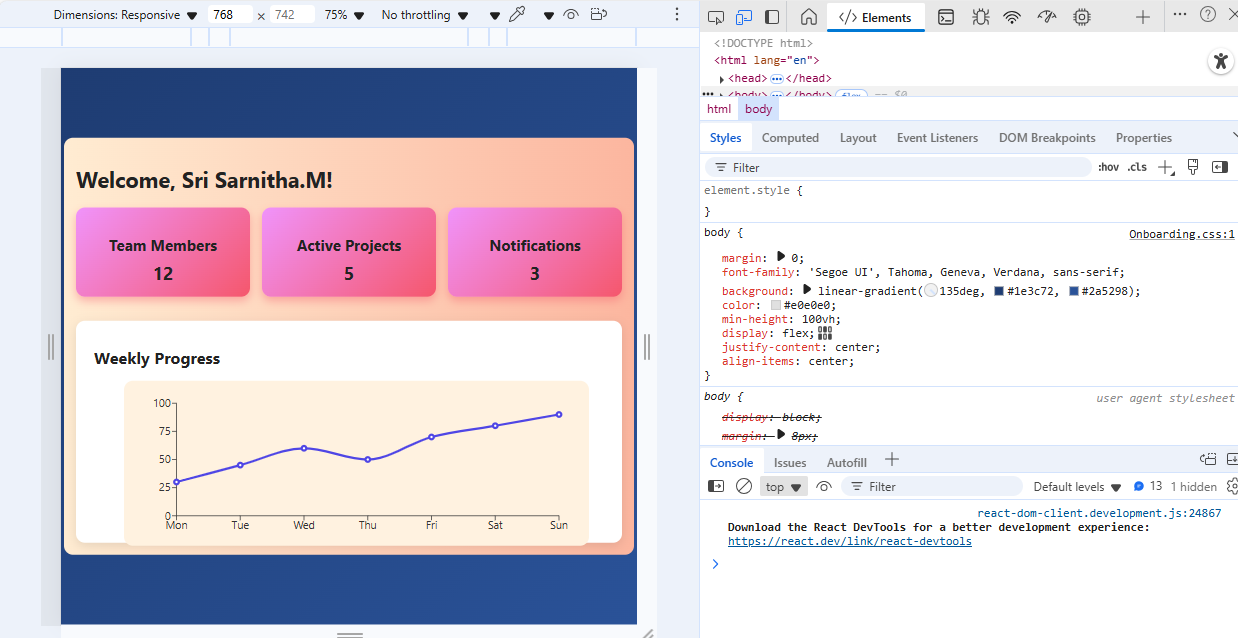 Dimensions: Responsive ▼ 768 × 742 75% ▼ No throttling ▼
Welcome, Sri Sarnitha.M!
Team Members
12
Active Projects
5
Notifications
3
Weekly Progress
100
75
50
25
0
Mon Tue Wed Thu Fri Sat Sun
</> Elements
<!DOCTYPE html>
<html lang="en">
▶ <head> ⋯ </head>
⋯ ▶ <body> ⋯ </body> flex == $0
html body
Styles Computed Layout Event Listeners DOM Breakpoints Properties
Filter :hov .cls
element.style {
}
body { Onboarding.css:1
margin: ▶ 0;
font-family: 'Segoe UI', Tahoma, Geneva, Verdana, sans-serif;
background: ▶ linear-gradient(135deg, #1e3c72, #2a5298);
color: #e0e0e0;
min-height: 100vh;
display: flex;
justify-content: center;
align-items: center;
}
body { user agent stylesheet
display: block;
margin: ▶ 8px;
Console Issues Autofill
top ▼ Filter Default levels ▼ 13 1 hidden
react-dom-client.development.js:24867
Download the React DevTools for a better development experience:
https://react.dev/link/react-devtools